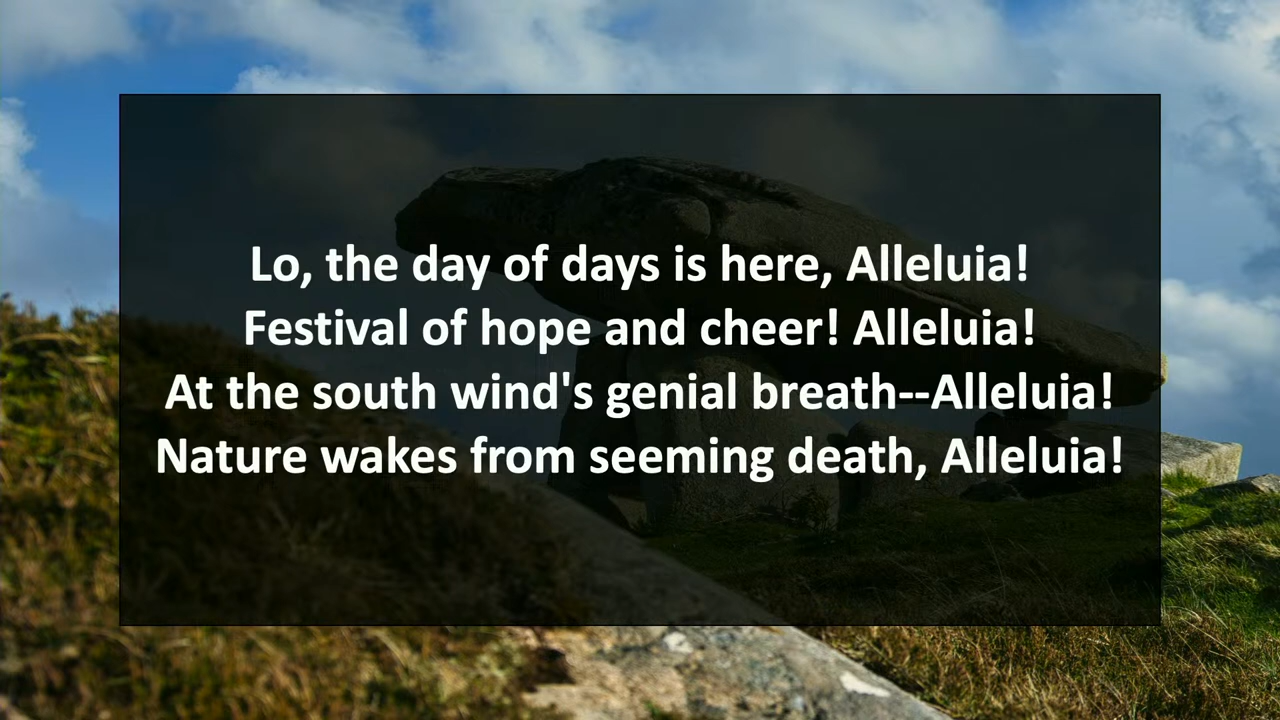 Lo, the day of days is here, Alleluia!
Festival of hope and cheer! Alleluia!
At the south wind's genial breath--Alleluia!
Nature wakes from seeming death, Alleluia!